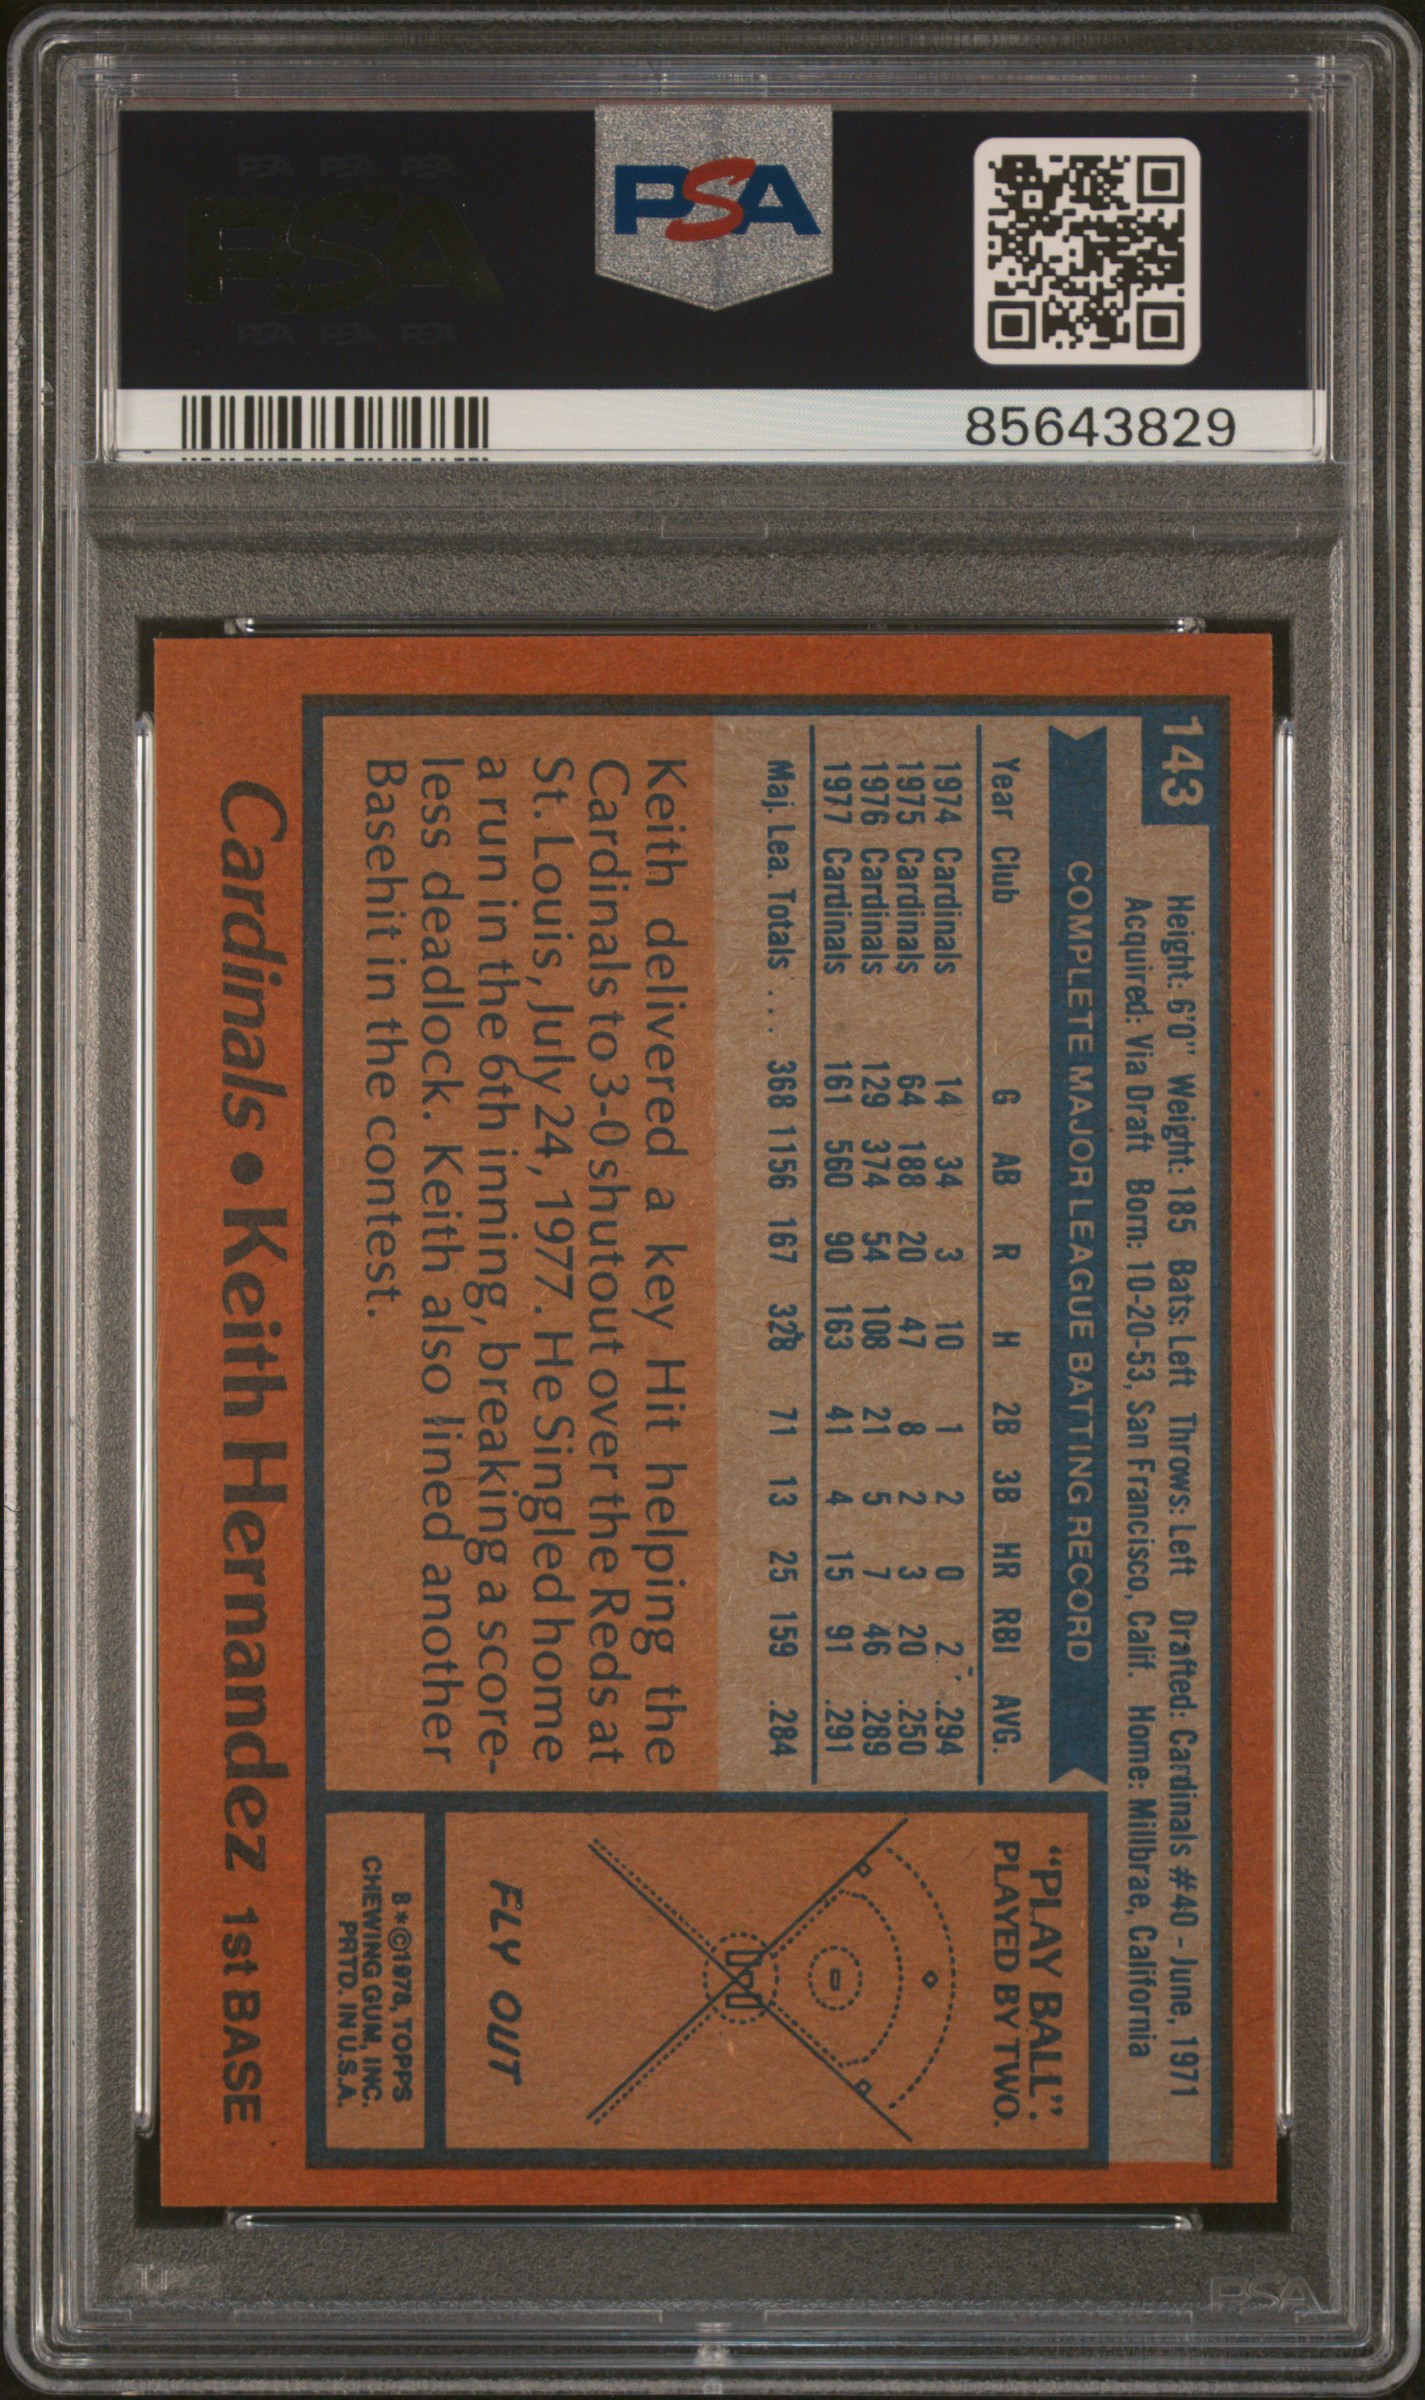 PSA PSA PSA
PSA
PSA PSA PSA
PSA
85643829
143
Height: 6'0" Weight: 185 Bats: Left Throws: Left Drafted: Cardinals #40 - June, 1971
Acquired: Via Draft Born: 10-20-53, San Francisco, Calif. Home: Millbrae, California
COMPLETE MAJOR LEAGUE BATTING RECORD
Year Club G AB R H 2B 3B HR RBI AVG.
1974 Cardinals 14 34 3 10 1 2 0 2 .294
1975 Cardinals 64 188 20 47 8 2 3 20 .250
1976 Cardinals 129 374 54 108 21 5 7 46 .289
1977 Cardinals 161 560 90 163 41 4 15 91 .291
Maj. Lea. Totals ... 368 1156 167 328 71 13 25 159 .284
Keith delivered a key Hit helping the
Cardinals to 3-0 shutout over the Reds at
St. Louis, July 24, 1977. He Singled home
a run in the 6th inning, breaking a score-
less deadlock. Keith also lined another
Basehit in the contest.
"PLAY BALL":
PLAYED BY TWO.
FLY OUT
B*©1978, TOPPS
CHEWING GUM, INC.
PRTD. IN U.S.A.
Cardinals • Keith Hernandez 1st BASE
PSA